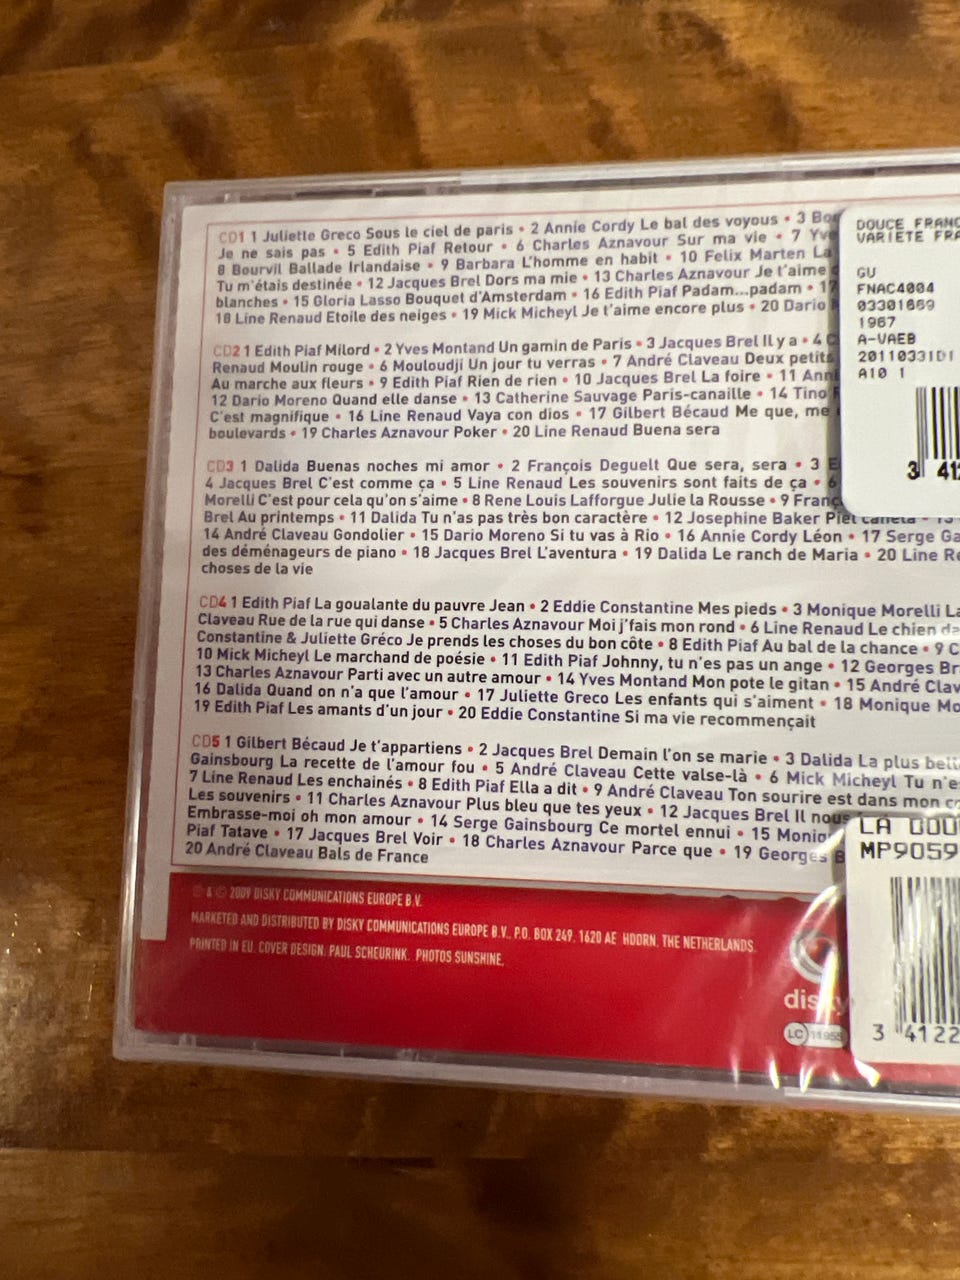 CD1 1 Juliette Greco Sous le ciel de paris • 2 Annie Cordy Le bal des voyous • 3
Je ne sais pas • 5 Edith Piaf Retour • 6 Charles Aznavour Sur ma vie • 7
8 Bourvil Ballade Irlandaise • 9 Barbara L'homme en habit • 10 Felix Marten La
Tu m'étais destinée • 12 Jacques Brel Dors ma mie • 13 Charles Aznavour Je t'aime
blanches • 15 Gloria Lasso Bouquet d'Amsterdam • 16 Edith Piaf Padam...padam •
18 Line Renaud Etoile des neiges • 19 Mick Micheyl Je t'aime encore plus • 20 Dario
CD2 1 Edith Piaf Milord • 2 Yves Montand Un gamin de Paris • 3 Jacques Brel Il y a • 4
Renaud Moulin rouge • 6 Mouloudji Un jour tu verras • 7 André Claveau Deux petits
Au marche aux fleurs • 9 Edith Piaf Rien de rien • 10 Jacques Brel La foire • 11
12 Dario Moreno Quand elle danse • 13 Catherine Sauvage Paris-canaille • 14 Tino
C'est magnifique • 16 Line Renaud Vaya con dios • 17 Gilbert Bécaud Me que, me
boulevards • 19 Charles Aznavour Poker • 20 Line Renaud Buena sera
CD3 1 Dalida Buenas noches mi amor • 2 François Deguelt Que sera, sera • 3
4 Jacques Brel C'est comme ça • 5 Line Renaud Les souvenirs sont faits de ça •
Morelli C'est pour cela qu'on s'aime • 8 Rene Louis Lafforgue Julie la Rousse • 9
Brel Au printemps • 11 Dalida Tu n'as pas très bon caractère • 12 Josephine Baker Piel canela •
14 André Claveau Gondolier • 15 Dario Moreno Si tu vas à Rio • 16 Annie Cordy Léon • 17 Serge
des déménageurs de piano • 18 Jacques Brel L'aventura • 19 Dalida Le ranch de Maria • 20 Line
choses de la vie
CD4 1 Edith Piaf La goualante du pauvre Jean • 2 Eddie Constantine Mes pieds • 3 Monique Morelli
Claveau Rue de la rue qui danse • 5 Charles Aznavour Moi j'fais mon rond • 6 Line Renaud Le chien
Constantine & Juliette Gréco Je prends les choses du bon côte • 8 Edith Piaf Au bal de la chance • 9
10 Mick Micheyl Le marchand de poésie • 11 Edith Piaf Johnny, tu n'es pas un ange • 12 Georges
13 Charles Aznavour Parti avec un autre amour • 14 Yves Montand Mon pote le gitan • 15 André
16 Dalida Quand on n'a que l'amour • 17 Juliette Greco Les enfants qui s'aiment • 18 Monique
19 Edith Piaf Les amants d'un jour • 20 Eddie Constantine Si ma vie recommençait
CD5 1 Gilbert Bécaud Je t'appartiens • 2 Jacques Brel Demain l'on se marie • 3 Dalida La plus
Gainsbourg La recette de l'amour fou • 5 André Claveau Cette valse-là • 6 Mick Micheyl Tu
7 Line Renaud Les enchainés • 8 Edith Piaf Ella a dit • 9 André Claveau Ton sourire est dans mon
Les souvenirs • 11 Charles Aznavour Plus bleu que tes yeux • 12 Jacques Brel Il nous
Embrasse-moi oh mon amour • 14 Serge Gainsbourg Ce mortel ennui • 15
Piaf Tatave • 17 Jacques Brel Voir • 18 Charles Aznavour Parce que • 19 Georges
20 André Claveau Bals de France
℗ & © 2009 DISKY COMMUNICATIONS EUROPE B.V.
MARKETED AND DISTRIBUTED BY DISKY COMMUNICATIONS EUROPE B.V., P.O. BOX 249, 1620 AE HOORN, THE NETHERLANDS.
PRINTED IN EU. COVER DESIGN: PAUL SCHEURINK. PHOTOS SUNSHINE.
disky
LC 11955
DOUCE FRANC
VARIETE FRA
GU
FNAC4004
03301669
1967
A-VAEB
20110331D1
A10 1
3 412
LA DOU
MP9059
3 4122